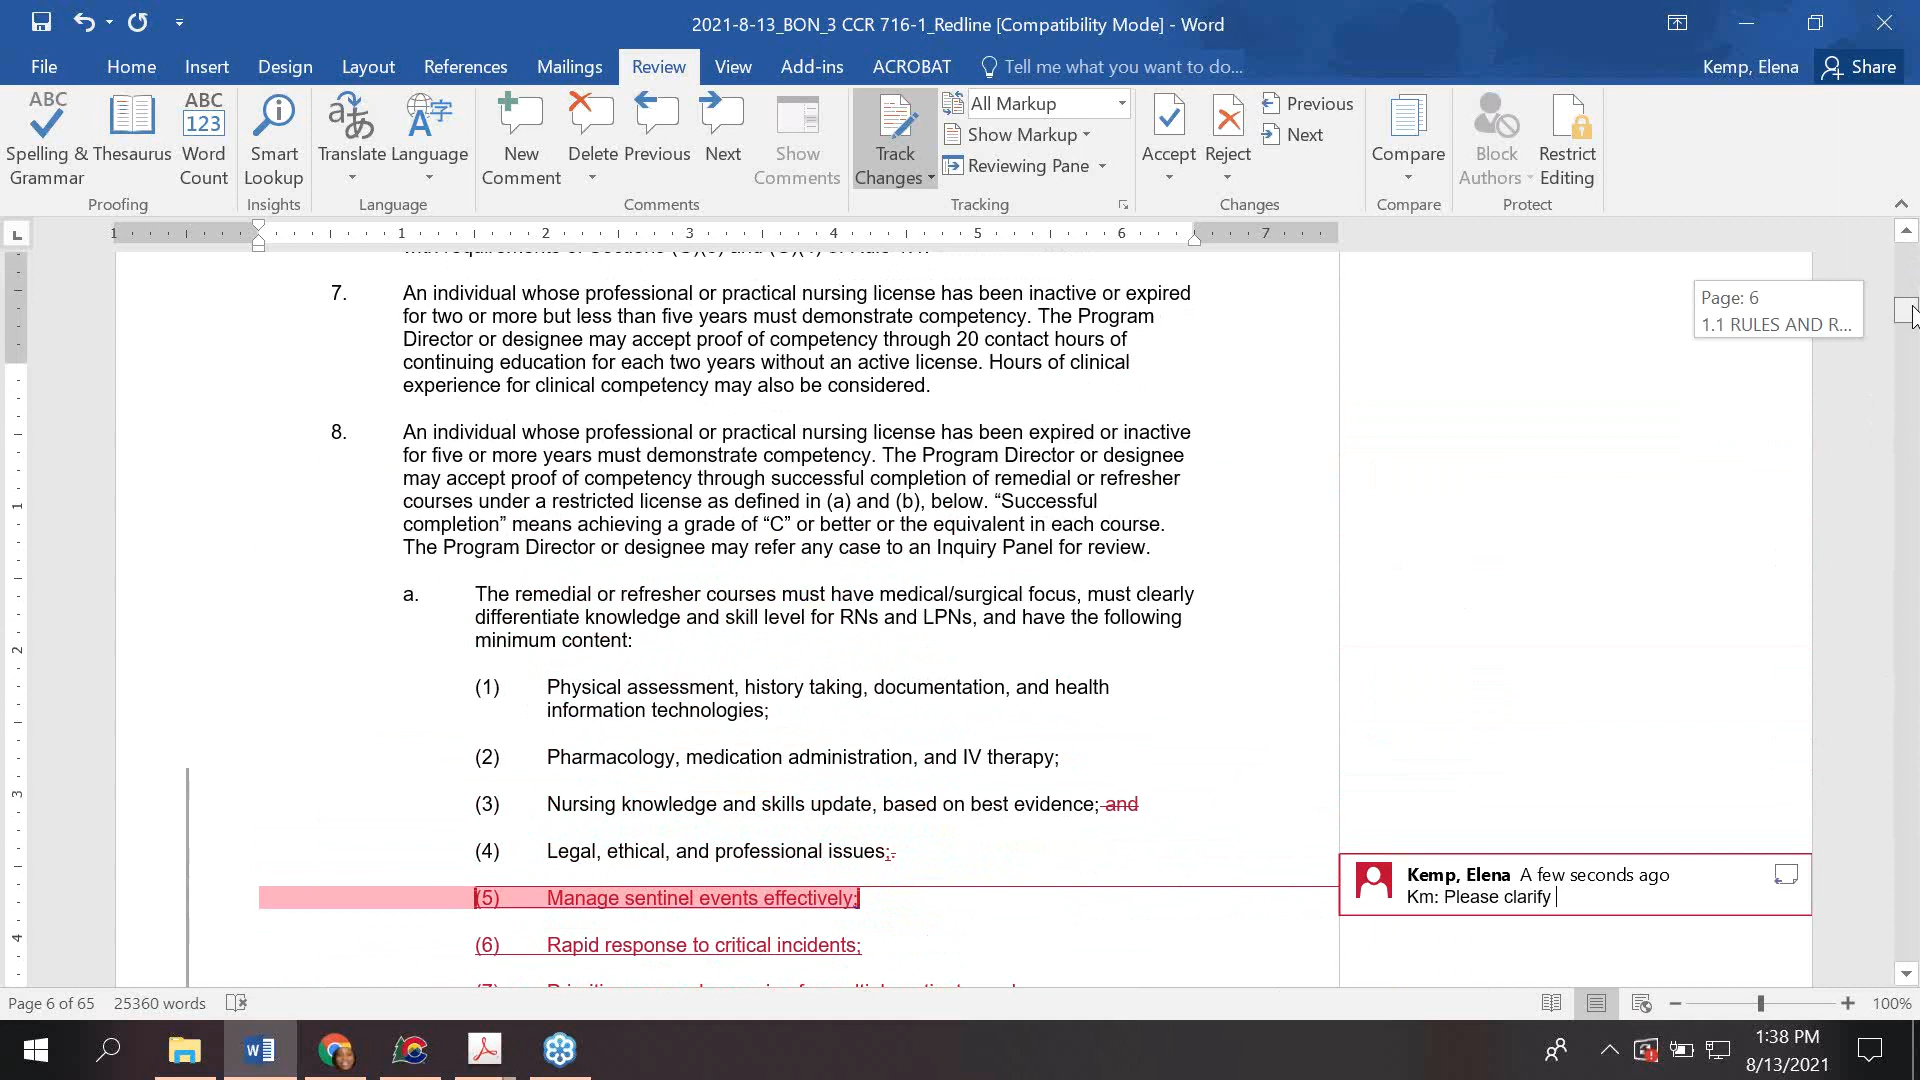 2021-8-13_BON_3 CCR 716-1_Redline [Compatibility Mode] - Word
File Home Insert Design Layout References Mailings Review View Add-ins ACROBAT Tell me what you want to do... Kemp, Elena Share
Spelling & Grammar
Thesaurus
Word Count
Smart Lookup
Translate
Language
New Comment
Delete
Previous
Next
Show Comments
Track Changes
All Markup
Show Markup
Reviewing Pane
Accept
Reject
Previous
Next
Compare
Block Authors
Restrict Editing
Proofing Insights Language Comments Tracking Changes Compare Protect
1 1 2 3 4 5 6 7
7. An individual whose professional or practical nursing license has been inactive or expired
for two or more but less than five years must demonstrate competency. The Program
Director or designee may accept proof of competency through 20 contact hours of
continuing education for each two years without an active license. Hours of clinical
experience for clinical competency may also be considered.
Page: 6
1.1 RULES AND R...
8. An individual whose professional or practical nursing license has been expired or inactive
for five or more years must demonstrate competency. The Program Director or designee
may accept proof of competency through successful completion of remedial or refresher
courses under a restricted license as defined in (a) and (b), below. “Successful
completion” means achieving a grade of “C” or better or the equivalent in each course.
The Program Director or designee may refer any case to an Inquiry Panel for review.
a. The remedial or refresher courses must have medical/surgical focus, must clearly
differentiate knowledge and skill level for RNs and LPNs, and have the following
minimum content:
(1) Physical assessment, history taking, documentation, and health
information technologies;
(2) Pharmacology, medication administration, and IV therapy;
(3) Nursing knowledge and skills update, based on best evidence; and
(4) Legal, ethical, and professional issues;.
(5) Manage sentinel events effectively;
(6) Rapid response to critical incidents;
Kemp, Elena A few seconds ago
Km: Please clarify
Page 6 of 65 25360 words 100%
1:38 PM
8/13/2021